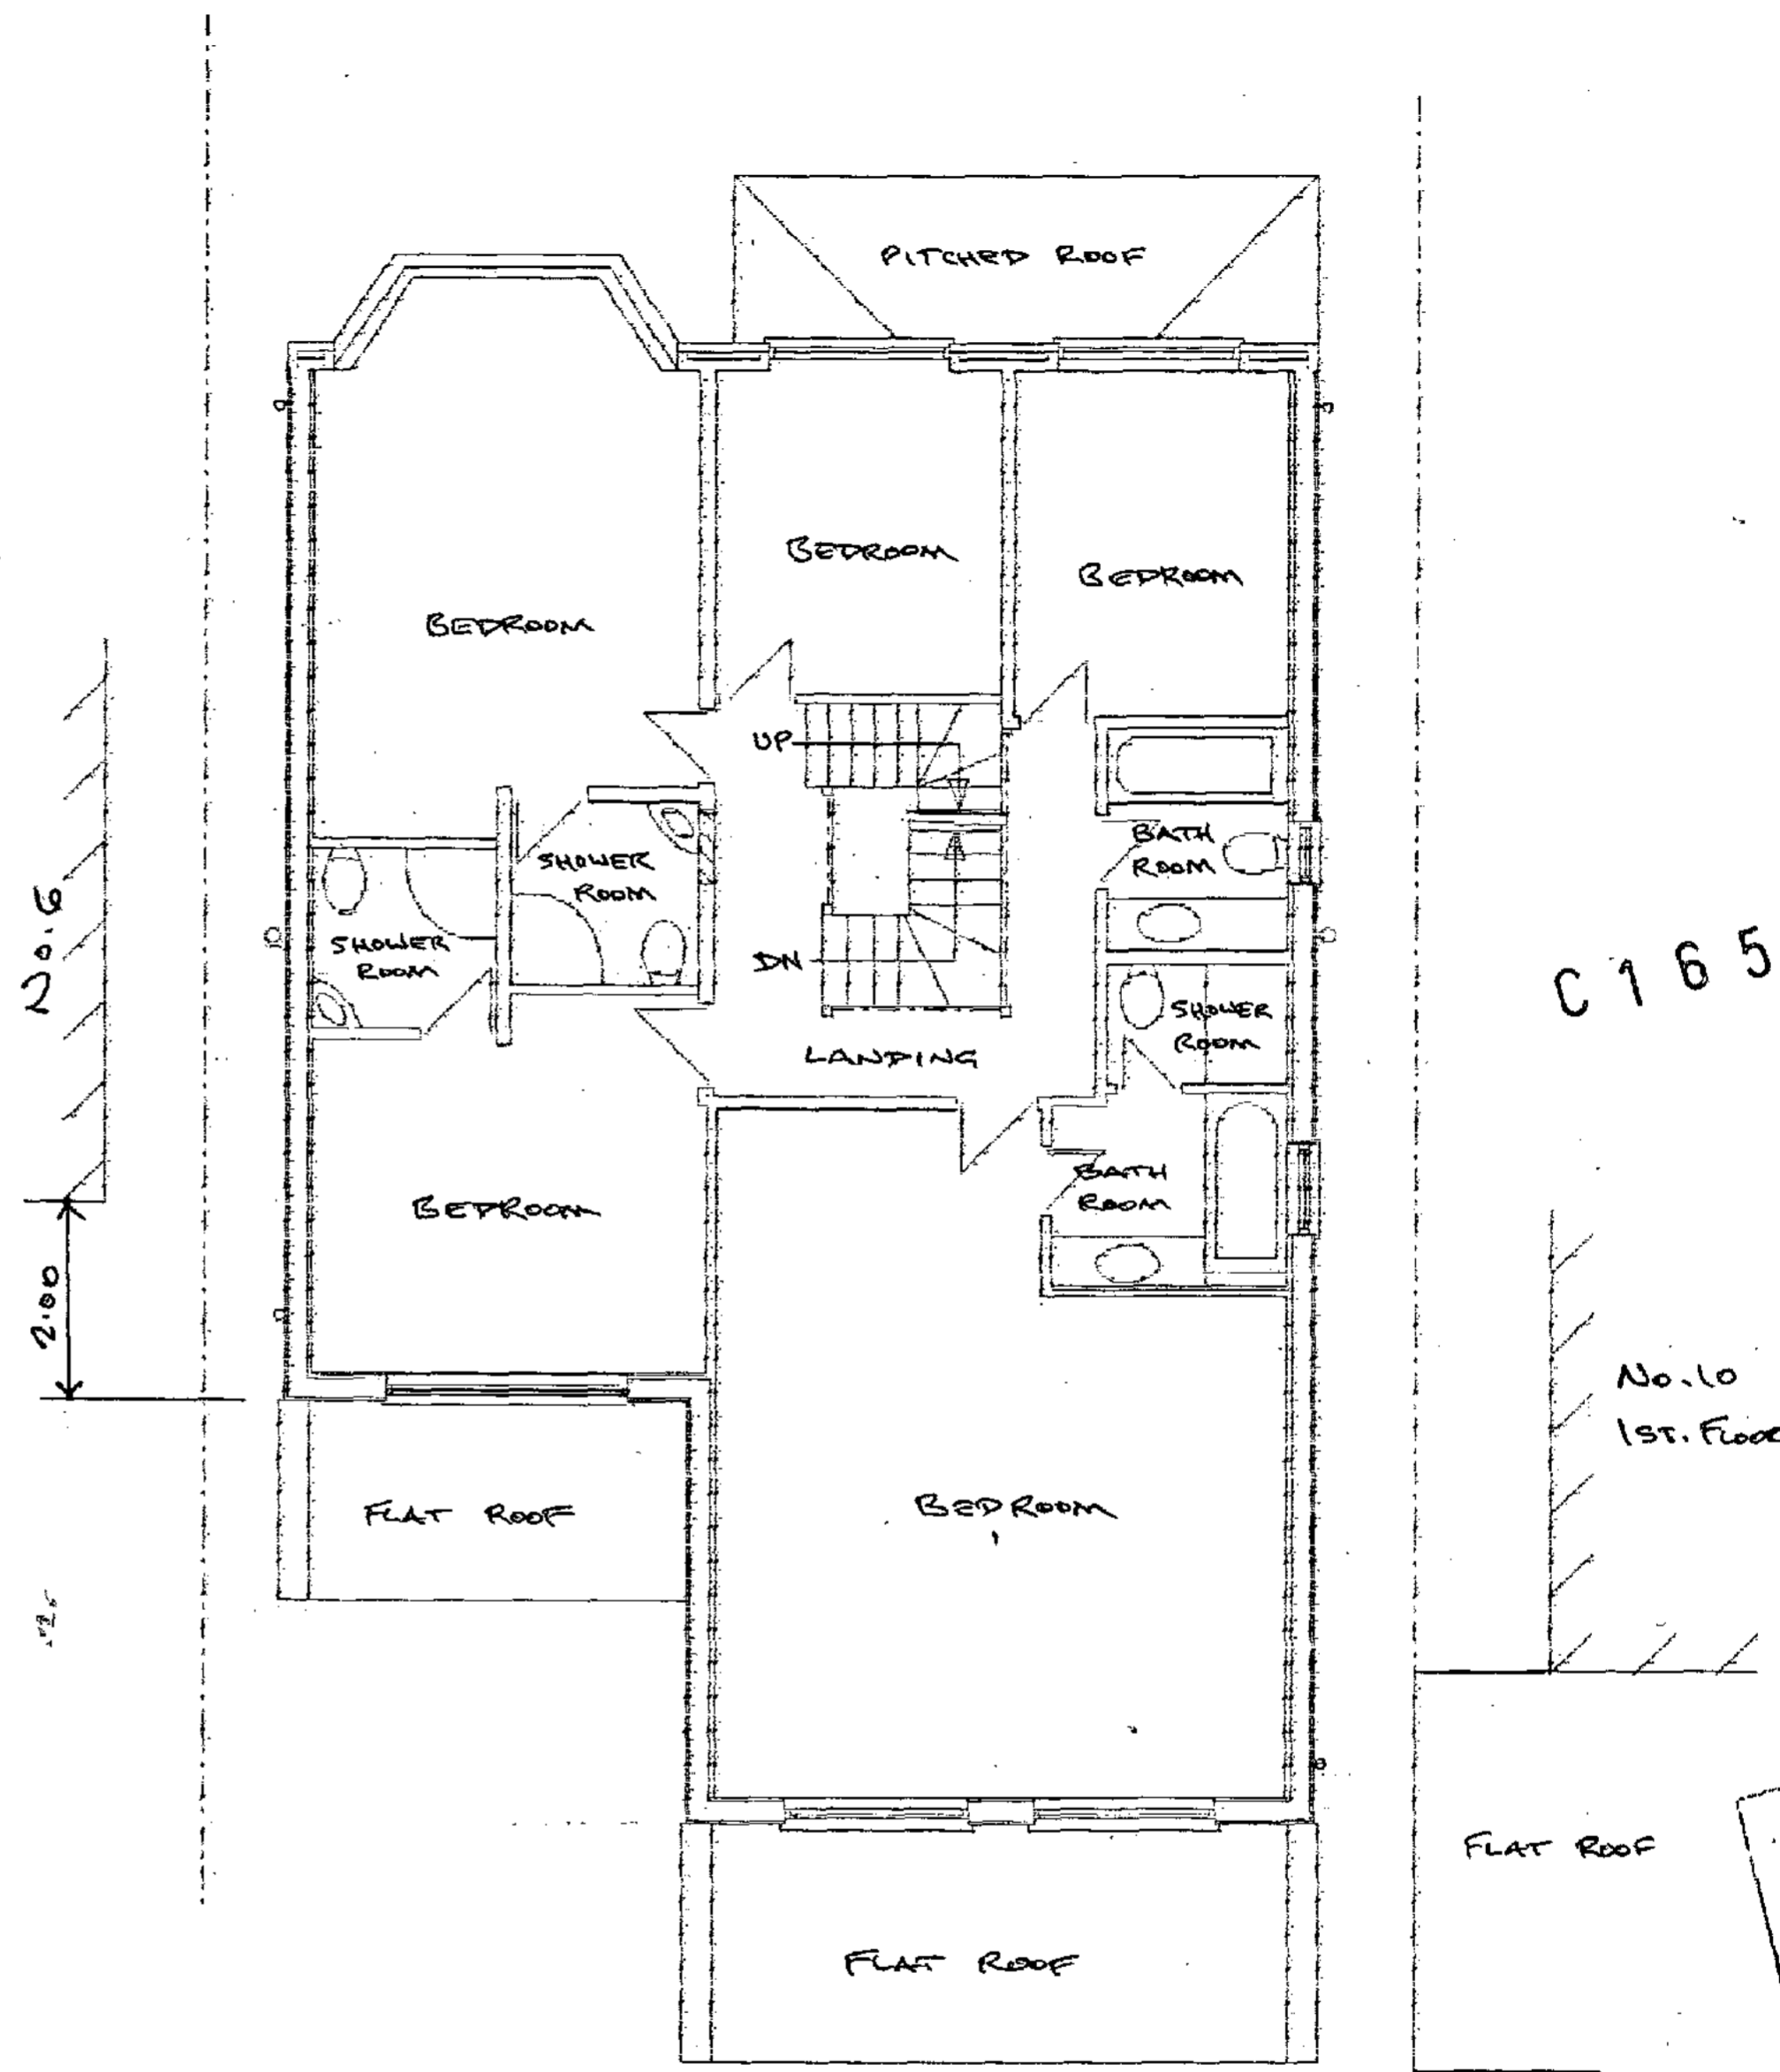 PITCHED ROOF
BEDROOM
BEDROOM
BEDROOM
UP
SHOWER
ROOM
BATH
ROOM
No. 6
SHOWER
ROOM
DN
SHOWER
ROOM
C165
LANDING
BEDROOM
BATH
ROOM
2.00
No.10
1ST. FLOOR
FLAT ROOF
BEDROOM
FLAT ROOF
FLAT ROOF